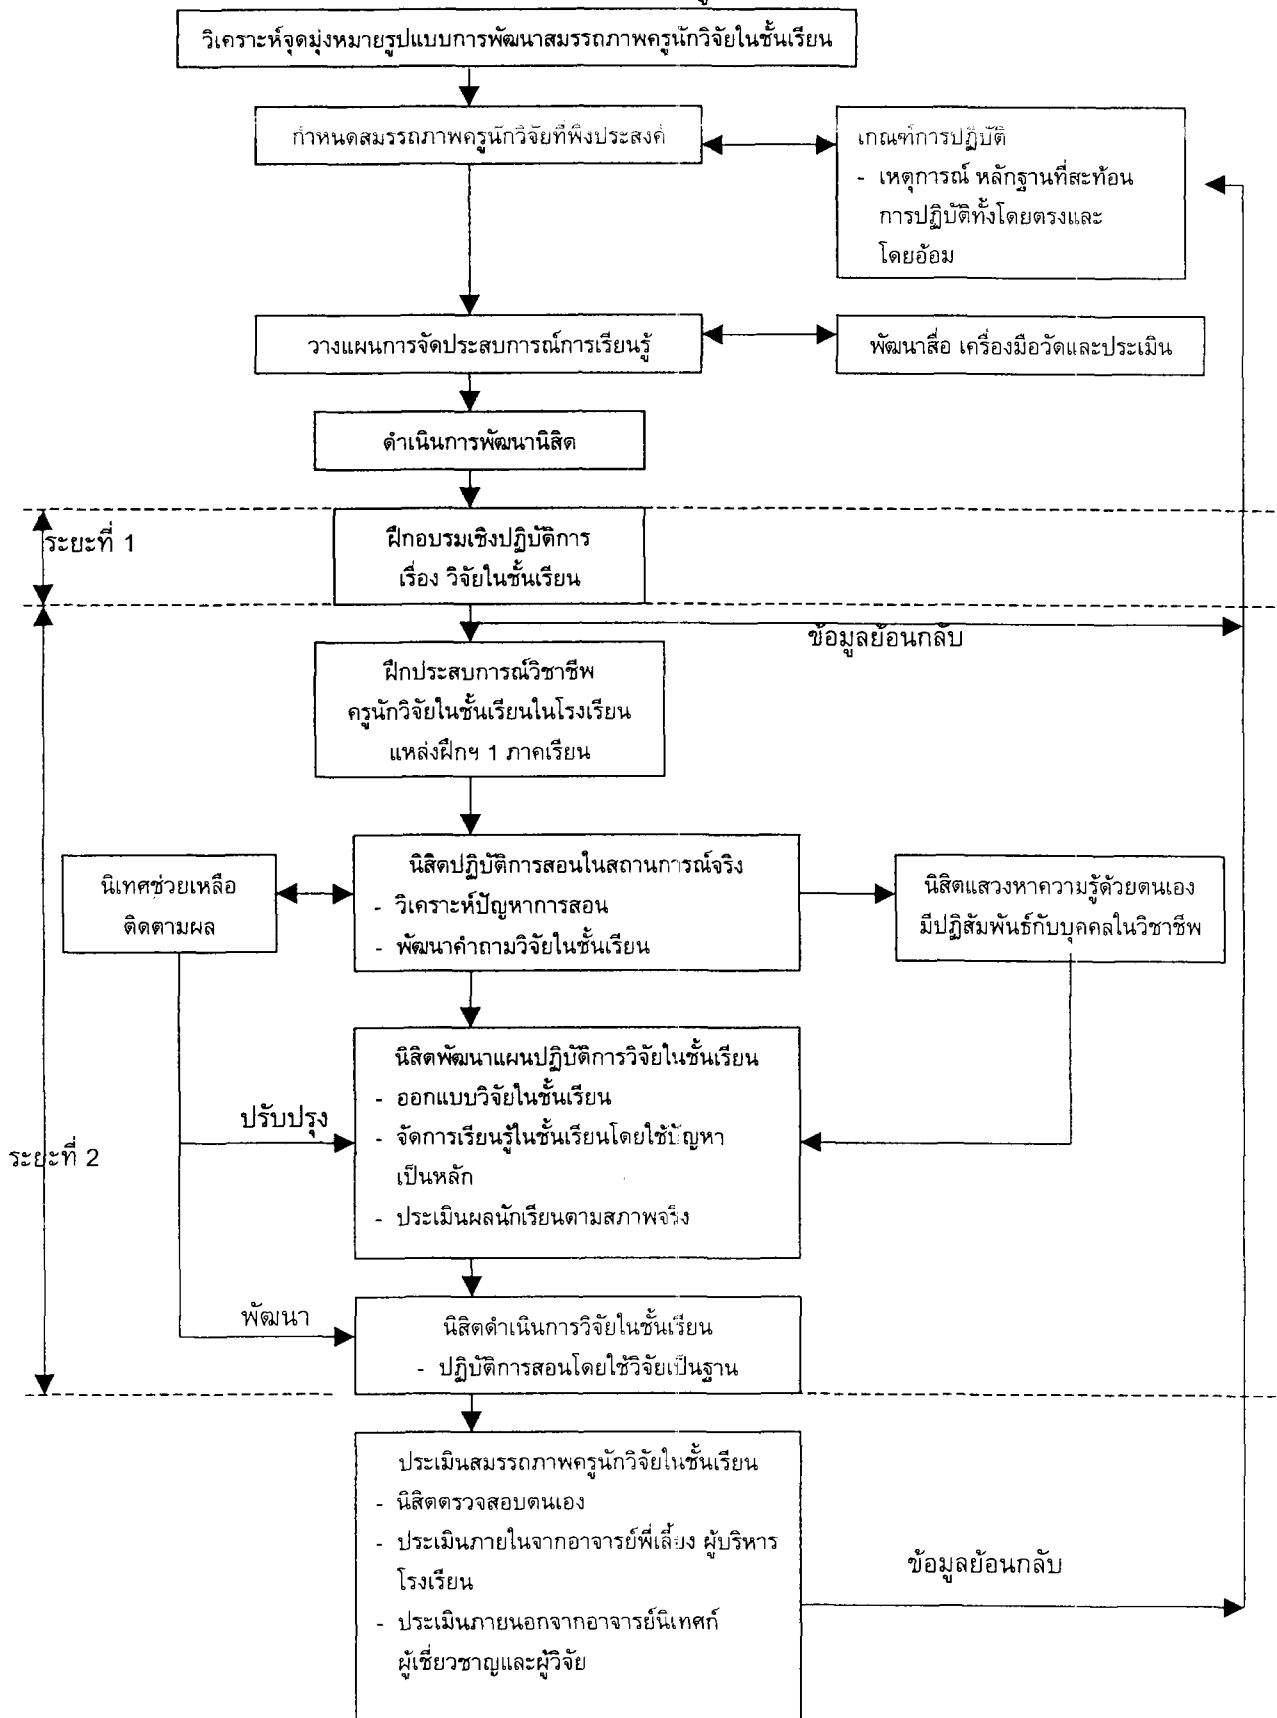 วิเคราะห์จุดมุ่งหมายรูปแบบการพัฒนาสมรรถภาพครูนักวิจัยในชั้นเรียน
กำหนดสมรรถภาพครูนักวิจัยที่พึงประสงค์
เกณฑ์การปฏิบัติ
- เหตุการณ์ หลักฐานที่สะท้อน
การปฏิบัติทั้งโดยตรงและ
โดยอ้อม
วางแผนการจัดประสบการณ์การเรียนรู้
พัฒนาสื่อ เครื่องมือวัดและประเมิน
ดำเนินการพัฒนานิสิต
ระยะที่ 1
ฝึกอบรมเชิงปฏิบัติการ
เรื่อง วิจัยในชั้นเรียน
ข้อมูลย้อนกลับ
ฝึกประสบการณ์วิชาชีพ
ครูนักวิจัยในชั้นเรียนในโรงเรียน
แหล่งฝึกฯ 1 ภาคเรียน
นิเทศช่วยเหลือ
ติดตามผล
นิสิตปฏิบัติการสอนในสถานการณ์จริง
- วิเคราะห์ปัญหาการสอน
- พัฒนาคำถามวิจัยในชั้นเรียน
นิสิตแสวงหาความรู้ด้วยตนเอง
มีปฏิสัมพันธ์กับบุคคลในวิชาชีพ
ระยะที่ 2
ปรับปรุง
นิสิตพัฒนาแผนปฏิบัติการวิจัยในชั้นเรียน
- ออกแบบวิจัยในชั้นเรียน
- จัดการเรียนรู้ในชั้นเรียนโดยใช้ปัญหา
เป็นหลัก
- ประเมินผลนักเรียนตามสภาพจริง
พัฒนา
นิสิตดำเนินการวิจัยในชั้นเรียน
- ปฏิบัติการสอนโดยใช้วิจัยเป็นฐาน
ประเมินสมรรถภาพครูนักวิจัยในชั้นเรียน
- นิสิตตรวจสอบตนเอง
- ประเมินภายในจากอาจารย์พี่เลี้ยง ผู้บริหาร
โรงเรียน
- ประเมินภายนอกจากอาจารย์นิเทศก์
ผู้เชี่ยวชาญและผู้วิจัย
ข้อมูลย้อนกลับ